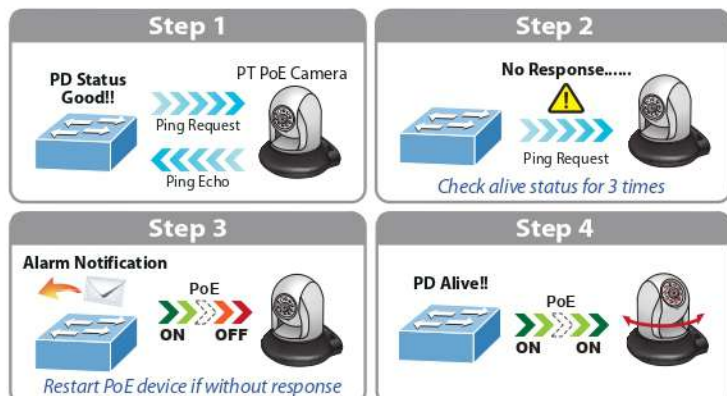 Step 1
PD Status
Good!!
PT PoE Camera
Ping Request
Ping Echo
Step 2
No Response......
Ping Request
Check alive status for 3 times
Step 3
Alarm Notification
PoE
ON OFF
Restart PoE device if without response
Step 4
PD Alive!!
PoE
ON ON